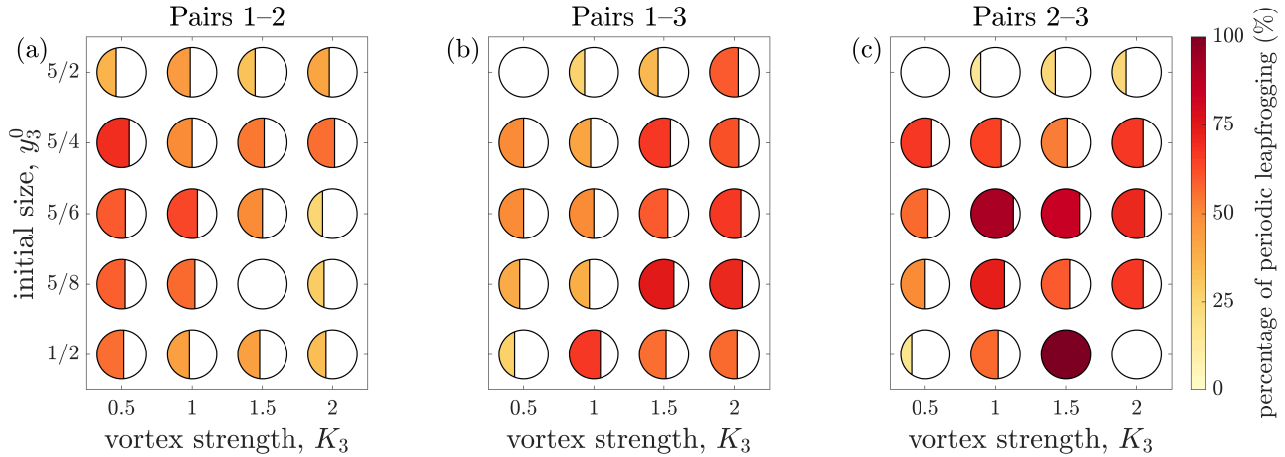 Pairs 1–2
Pairs 1–3
Pairs 2–3
(a)
(b)
(c)
initial size, y₃⁰
5/2
5/4
5/6
5/8
1/2
0.5 1 1.5 2
0.5 1 1.5 2
0.5 1 1.5 2
vortex strength, K₃
vortex strength, K₃
vortex strength, K₃
100
75
50
25
0
percentage of periodic leapfrogging (%)